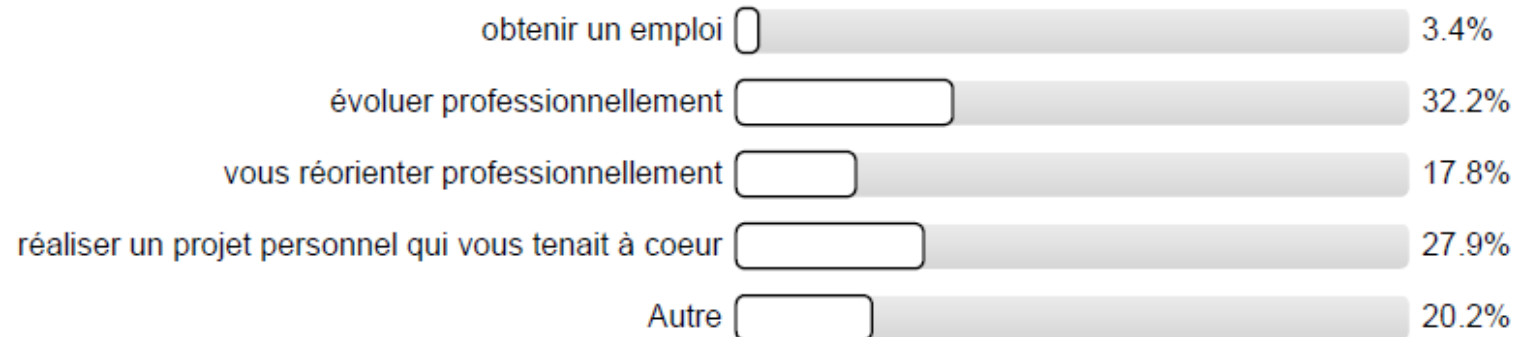 obtenir un emploi 3.4%
évoluer professionnellement 32.2%
vous réorienter professionnellement 17.8%
réaliser un projet personnel qui vous tenait à coeur 27.9%
Autre 20.2%